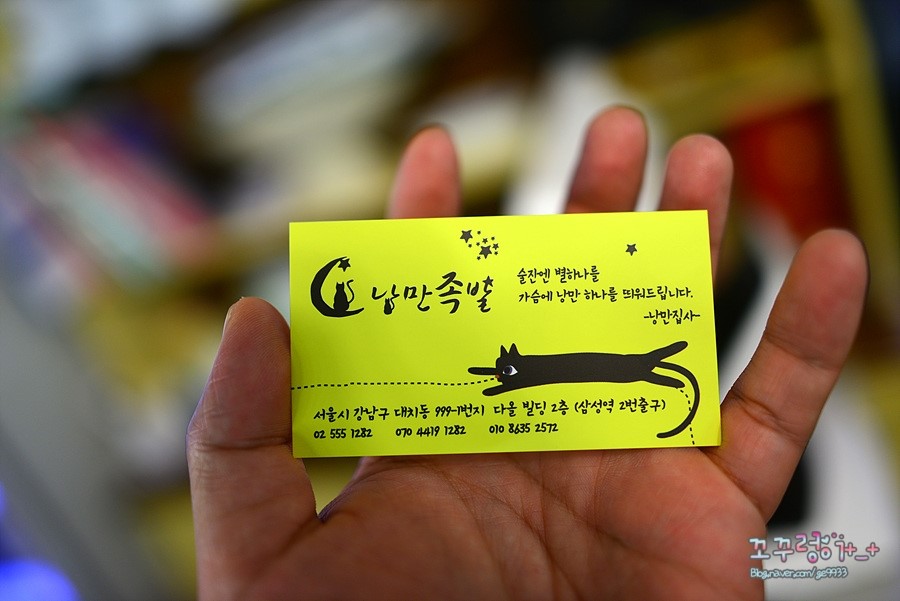 낭만족발
술잔엔 별하나를
가슴에 낭만 하나를 띄워드립니다.
-낭만집사-
서울시 강남구 대치동 999-1번지 다올 빌딩 2층 (삼성역 2번출구)
02 555 1282 070 4419 1282 010 8635 2572
꼬꾸령이+_+
Blog.naver.com/gi9933